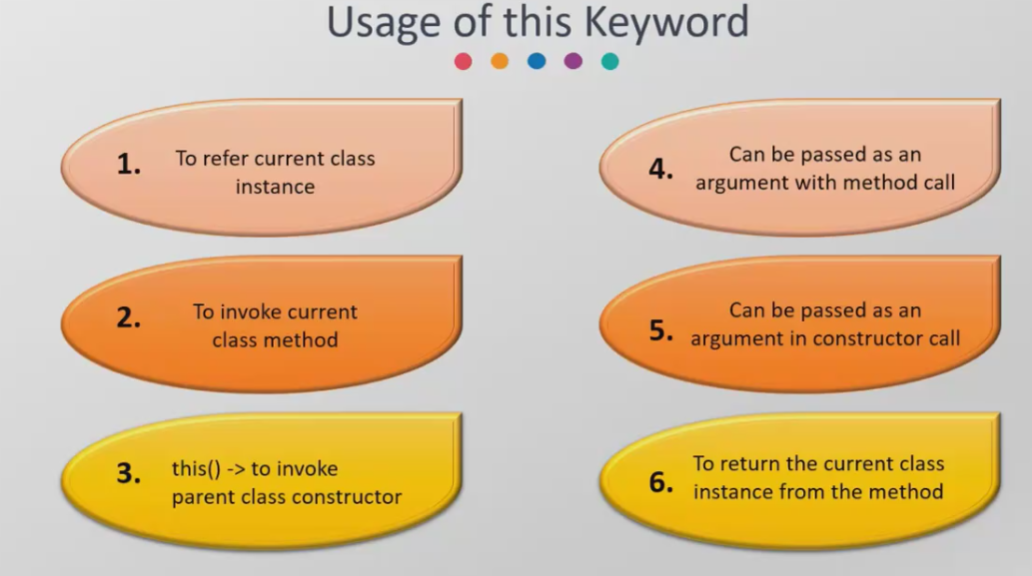 Usage of this Keyword
1.
To refer current class
instance
2.
To invoke current
class method
3.
this() -> to invoke
parent class constructor
4.
Can be passed as an
argument with method call
5.
Can be passed as an
argument in constructor call
6.
To return the current class
instance from the method